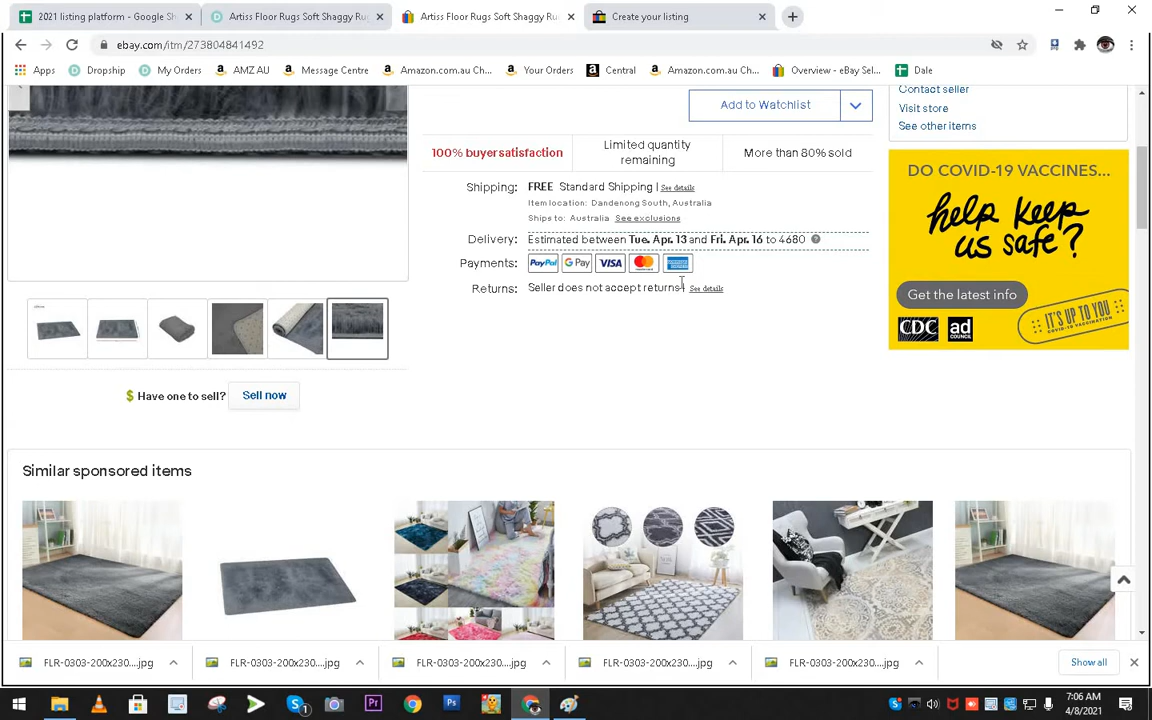 2021 listing platform - Google Sh
Artiss Floor Rugs Soft Shaggy Rug
Artiss Floor Rugs Soft Shaggy Ru
Create your listing
ebay.com/itm/273804841492
Apps
Dropship
My Orders
AMZ AU
Message Centre
Amazon.com.au Ch...
Your Orders
Central
Amazon.com.au Ch...
Overview - eBay Sel...
Dale
Contact seller
Visit store
See other items
Add to Watchlist
100% buyer satisfaction
Limited quantity
remaining
More than 80% sold
Shipping: FREE Standard Shipping | See details
Item location: Dandenong South, Australia
Ships to: Australia See exclusions
Delivery: Estimated between Tue. Apr. 13 and Fri. Apr. 16 to 4680
Payments: PayPal G Pay VISA
Returns: Seller does not accept returns | See details
DO COVID-19 VACCINES...
help keep
us safe?
Get the latest info
CDC
ad
COUNCIL
IT'S UP TO YOU
$ Have one to sell? Sell now
Similar sponsored items
FLR-0303-200x230....jpg
FLR-0303-200x230....jpg
FLR-0303-200x230....jpg
FLR-0303-200x230....jpg
FLR-0303-200x230....jpg
Show all
7:06 AM
4/8/2021